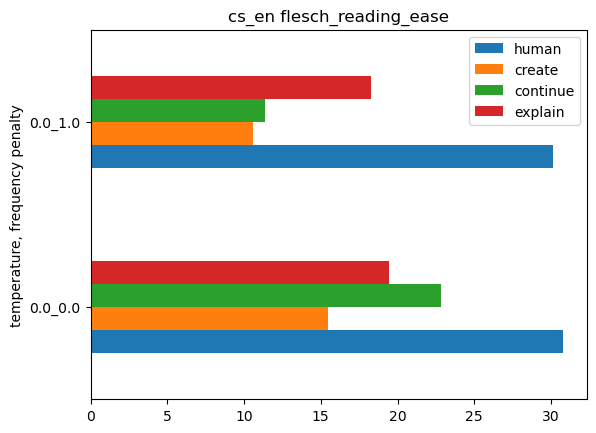 cs_en flesch_reading_ease
human
create
continue
explain
temperature, frequency penalty
0.0_1.0
0.0_0.0
0 5 10 15 20 25 30